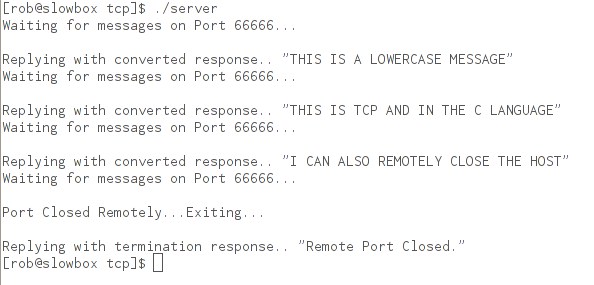 [rob@slowbox tcp]$ ./server
Waiting for messages on Port 66666...
Replying with converted response.. "THIS IS A LOWERCASE MESSAGE"
Waiting for messages on Port 66666...
Replying with converted response.. "THIS IS TCP AND IN THE C LANGUAGE"
Waiting for messages on Port 66666...
Replying with converted response.. "I CAN ALSO REMOTELY CLOSE THE HOST"
Waiting for messages on Port 66666...
Port Closed Remotely...Exiting...
Replying with termination response.. "Remote Port Closed."
[rob@slowbox tcp]$